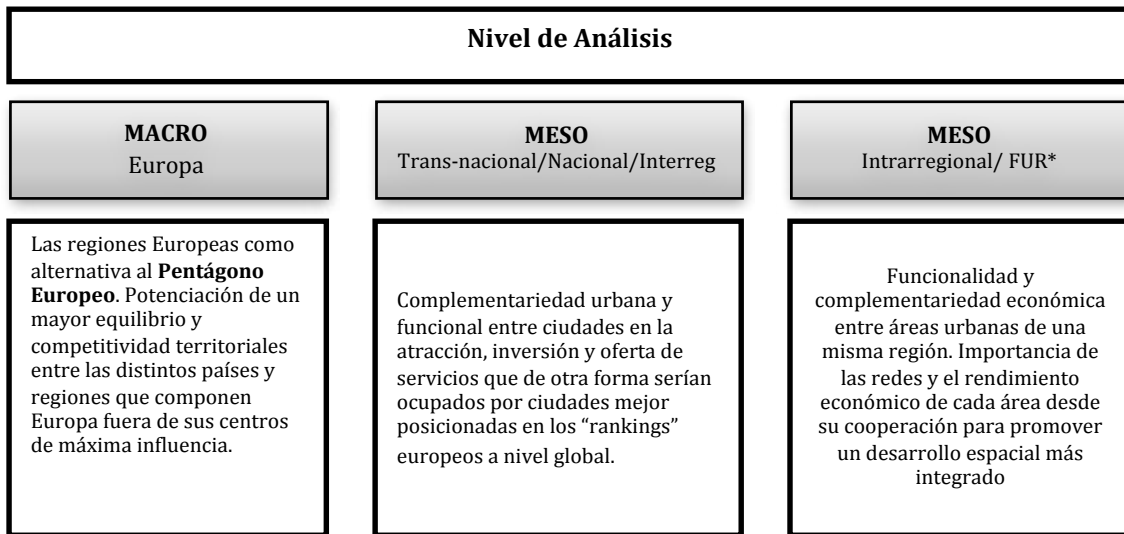 Nivel de Análisis
MACRO
Europa
Las regiones Europeas como
alternativa al Pentágono
Europeo. Potenciación de un
mayor equilibrio y
competitividad territoriales
entre las distintos países y
regiones que componen
Europa fuera de sus centros
de máxima influencia.
MESO
Trans-nacional/Nacional/Interreg
Complementariedad urbana y
funcional entre ciudades en la
atracción, inversión y oferta de
servicios que de otra forma serían
ocupados por ciudades mejor
posicionadas en los “rankings”
europeos a nivel global.
MESO
Intrarregional/ FUR*
Funcionalidad y
complementariedad económica
entre áreas urbanas de una
misma región. Importancia de
las redes y el rendimiento
económico de cada área desde
su cooperación para promover
un desarrollo espacial más
integrado